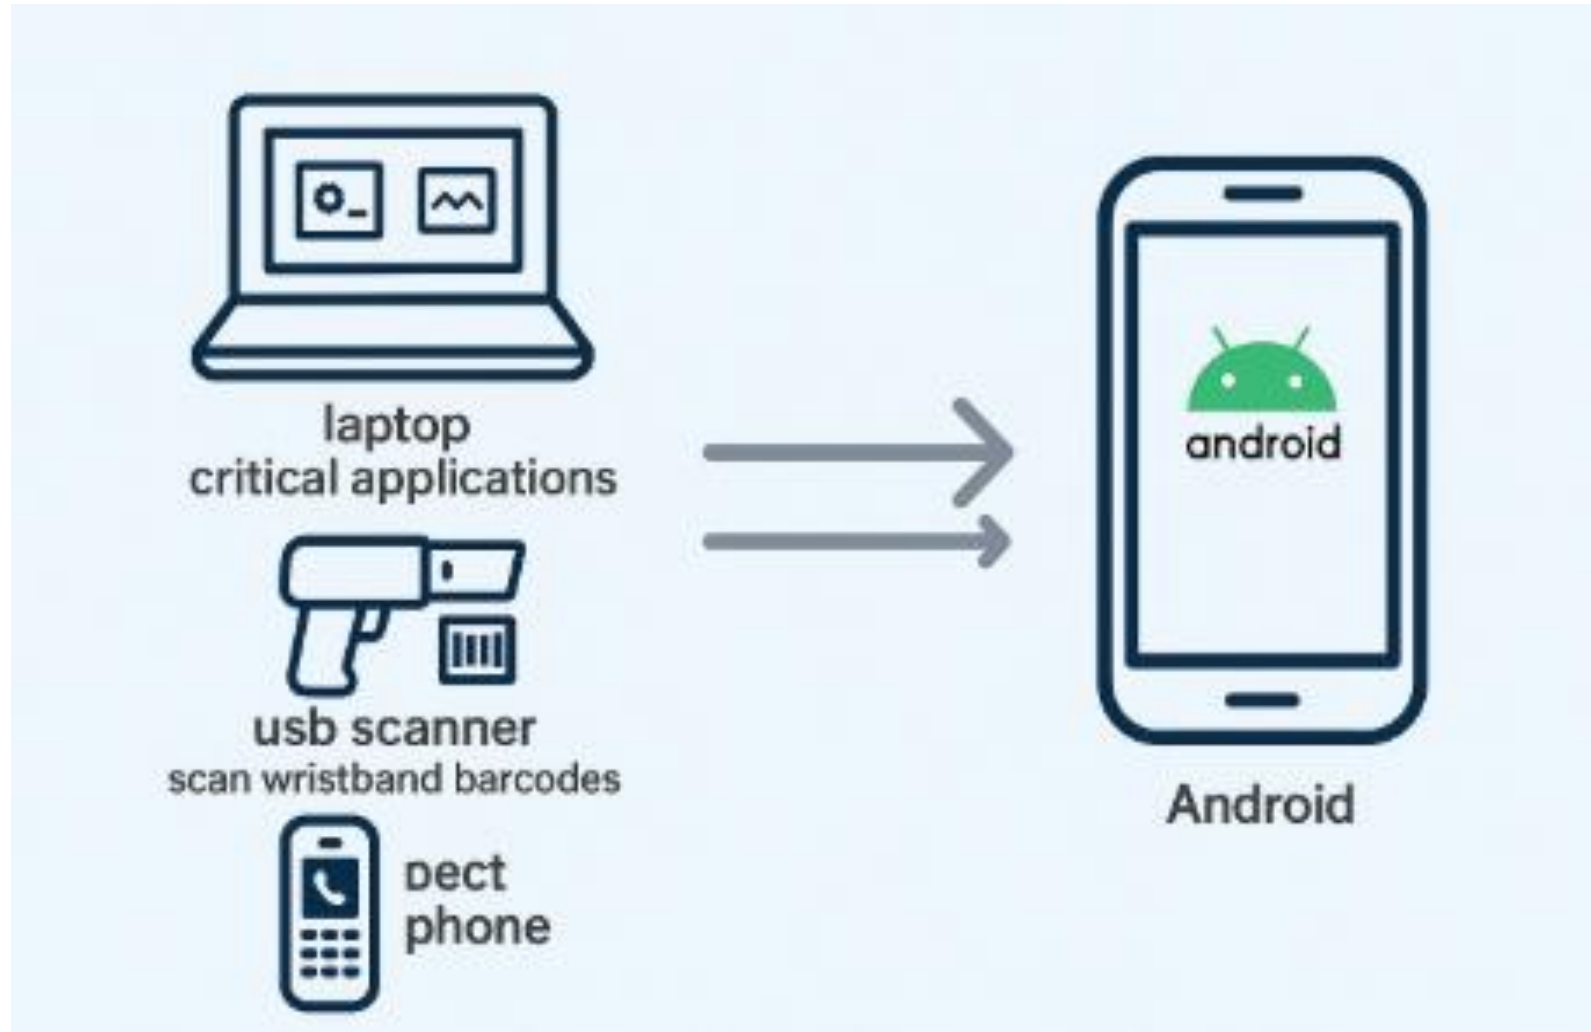 laptop
critical applications
usb scanner
scan wristband barcodes
Dect
phone
android
Android